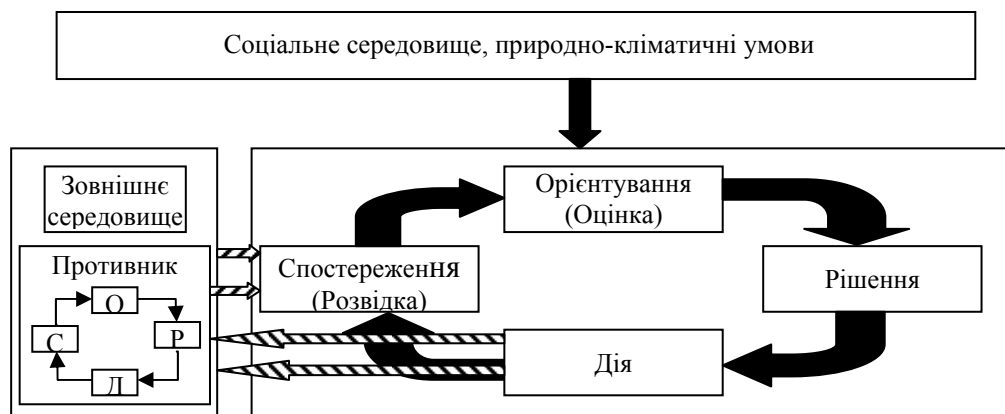 Соціальне середовище, природно-кліматичні умови
Зовнішнє
середовище
Противник
О
С
Р
Д
Орієнтування
(Оцінка)
Спостереження
(Розвідка)
Рішення
Дія